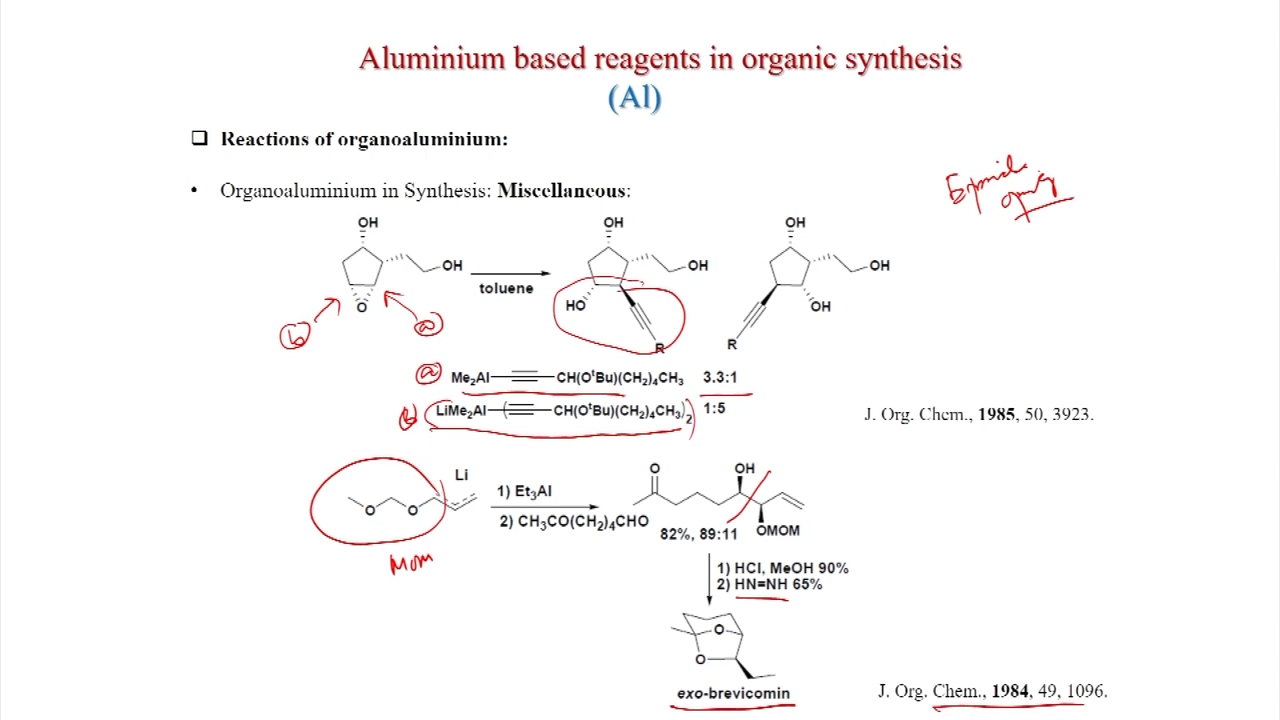 Aluminium based reagents in organic synthesis
(Al)
❑ Reactions of organoaluminium:
• Organoaluminium in Synthesis: Miscellaneous:
Epoxide
opening
OH
OH
O
toluene
OH
OH
HO
R
OH
OH
OH
R
b
a
a Me₂Al—≡—CH(OᵗBu)(CH₂)₄CH₃ 3.3:1
b LiMe₂Al—(≡—CH(OᵗBu)(CH₂)₄CH₃)₂ 1:5
J. Org. Chem., 1985, 50, 3923.
Li
O
O
MOM
1) Et₃Al
2) CH₃CO(CH₂)₄CHO
O
OH
OMOM
82%, 89:11
1) HCl, MeOH 90%
2) HN=NH 65%
O
O
exo-brevicomin
J. Org. Chem., 1984, 49, 1096.